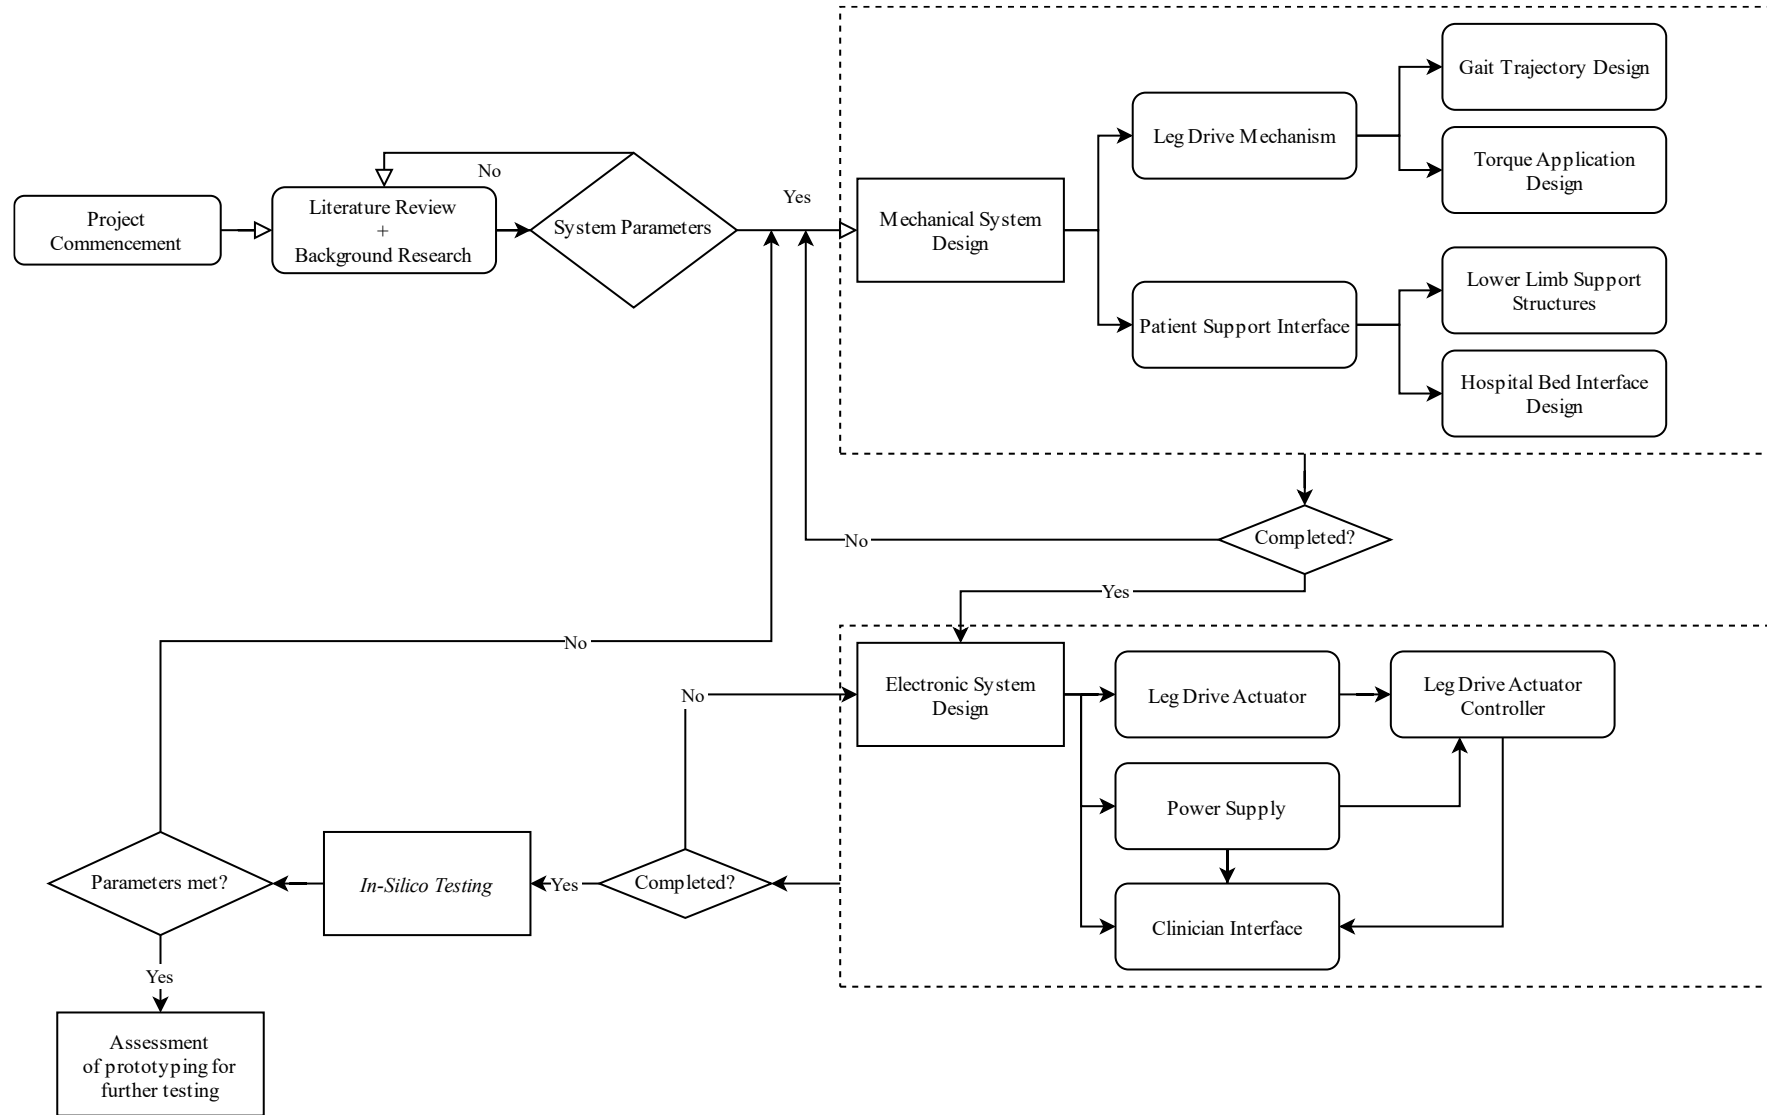 Project
Commencement
Literature Review
+
Background Research
No
System Parameters
Yes
Mechanical System
Design
Leg Drive Mechanism
Gait Trajectory Design
Torque Application
Design
Patient Support Interface
Lower Limb Support
Structures
Hospital Bed Interface
Design
Completed?
No
Yes
Electronic System
Design
Leg Drive Actuator
Leg Drive Actuator
Controller
Power Supply
Clinician Interface
No
Completed?
Yes
In-Silico Testing
Parameters met?
No
Yes
Assessment
of prototyping for
further testing